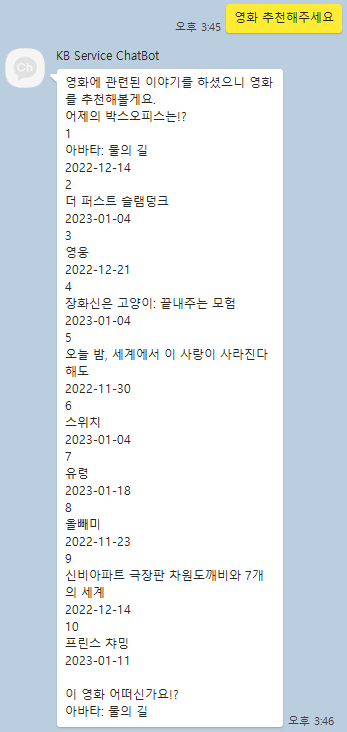 영화 추천해주세요
오후 3:45
KB Service ChatBot
Ch
영화에 관련된 이야기를 하셨으니 영화
를 추천해볼게요.
어제의 박스오피스는!?
1
아바타: 물의 길
2022-12-14
2
더 퍼스트 슬램덩크
2023-01-04
3
영웅
2022-12-21
4
장화신은 고양이: 끝내주는 모험
2023-01-04
5
오늘 밤, 세계에서 이 사랑이 사라진다
해도
2022-11-30
6
스위치
2023-01-04
7
유령
2023-01-18
8
올빼미
2022-11-23
9
신비아파트 극장판 차원도깨비와 7개
의 세계
2022-12-14
10
프린스 챠밍
2023-01-11
이 영화 어떠신가요!?
아바타: 물의 길
오후 3:46